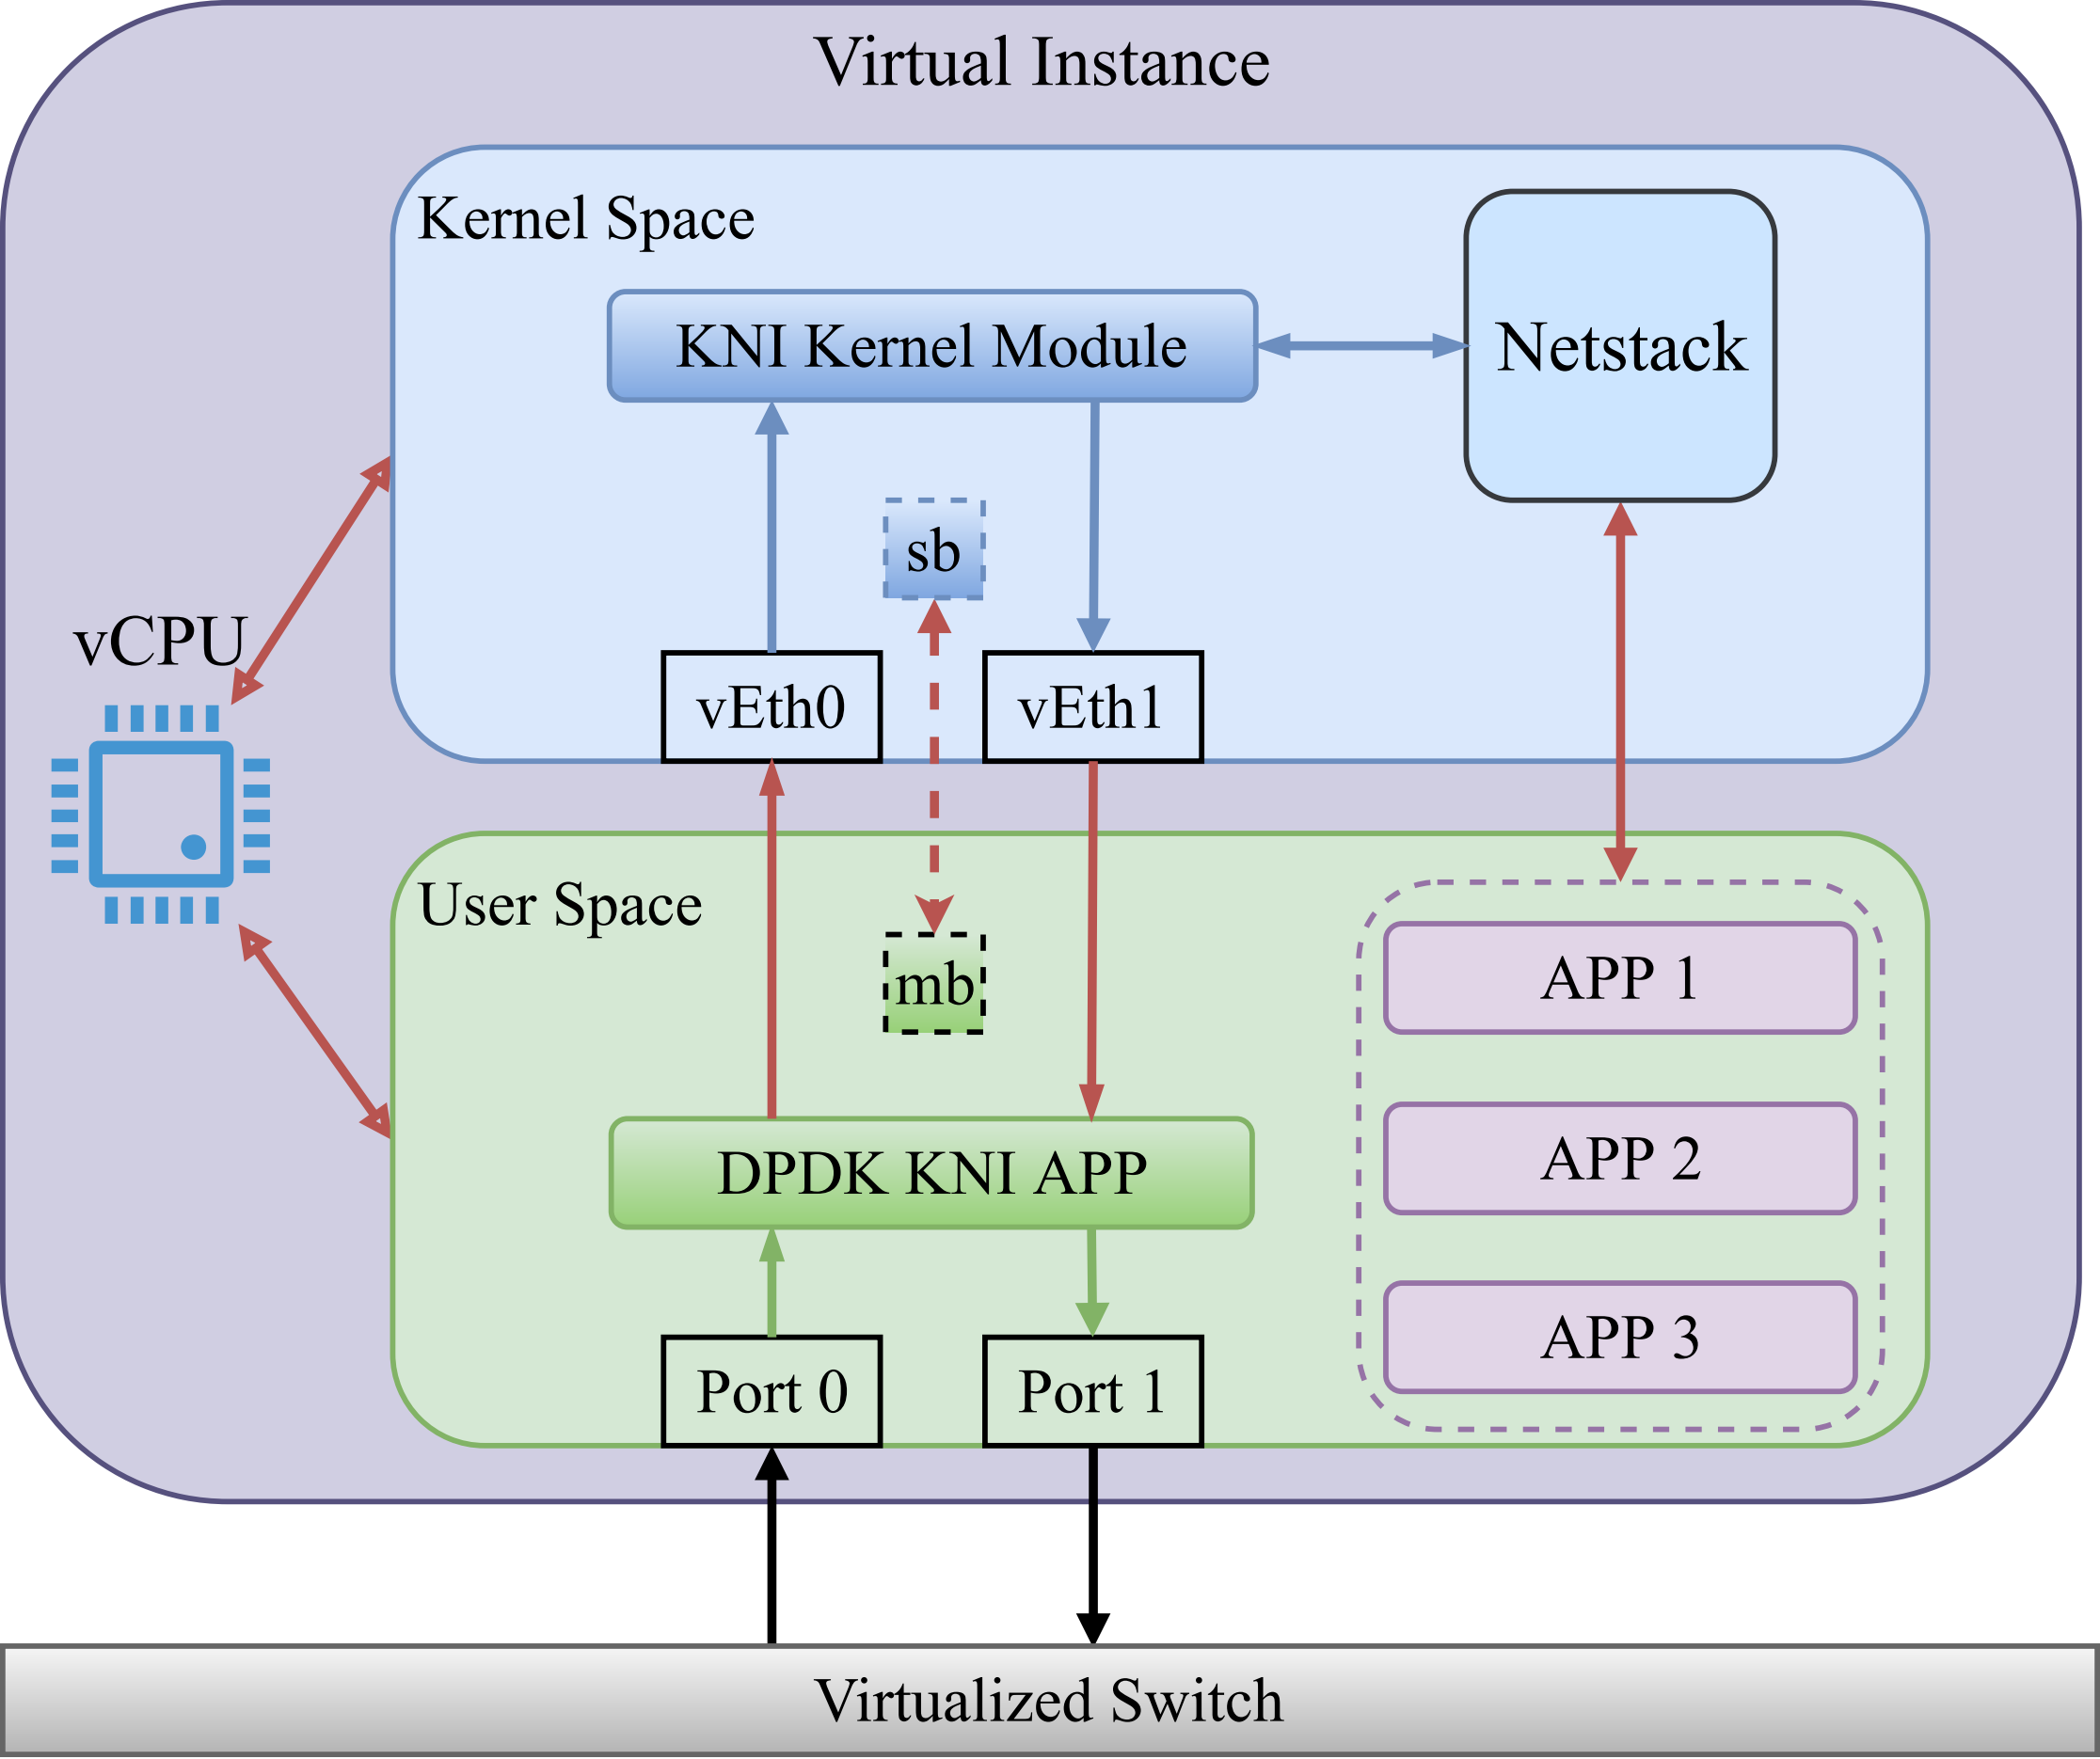 Virtual Instance
Kernel Space
KNI Kernel Module
Netstack
sb
vCPU
vEth0
vEth1
User Space
mb
APP 1
DPDK KNI APP
APP 2
APP 3
Port 0
Port 1
Virtualized Switch